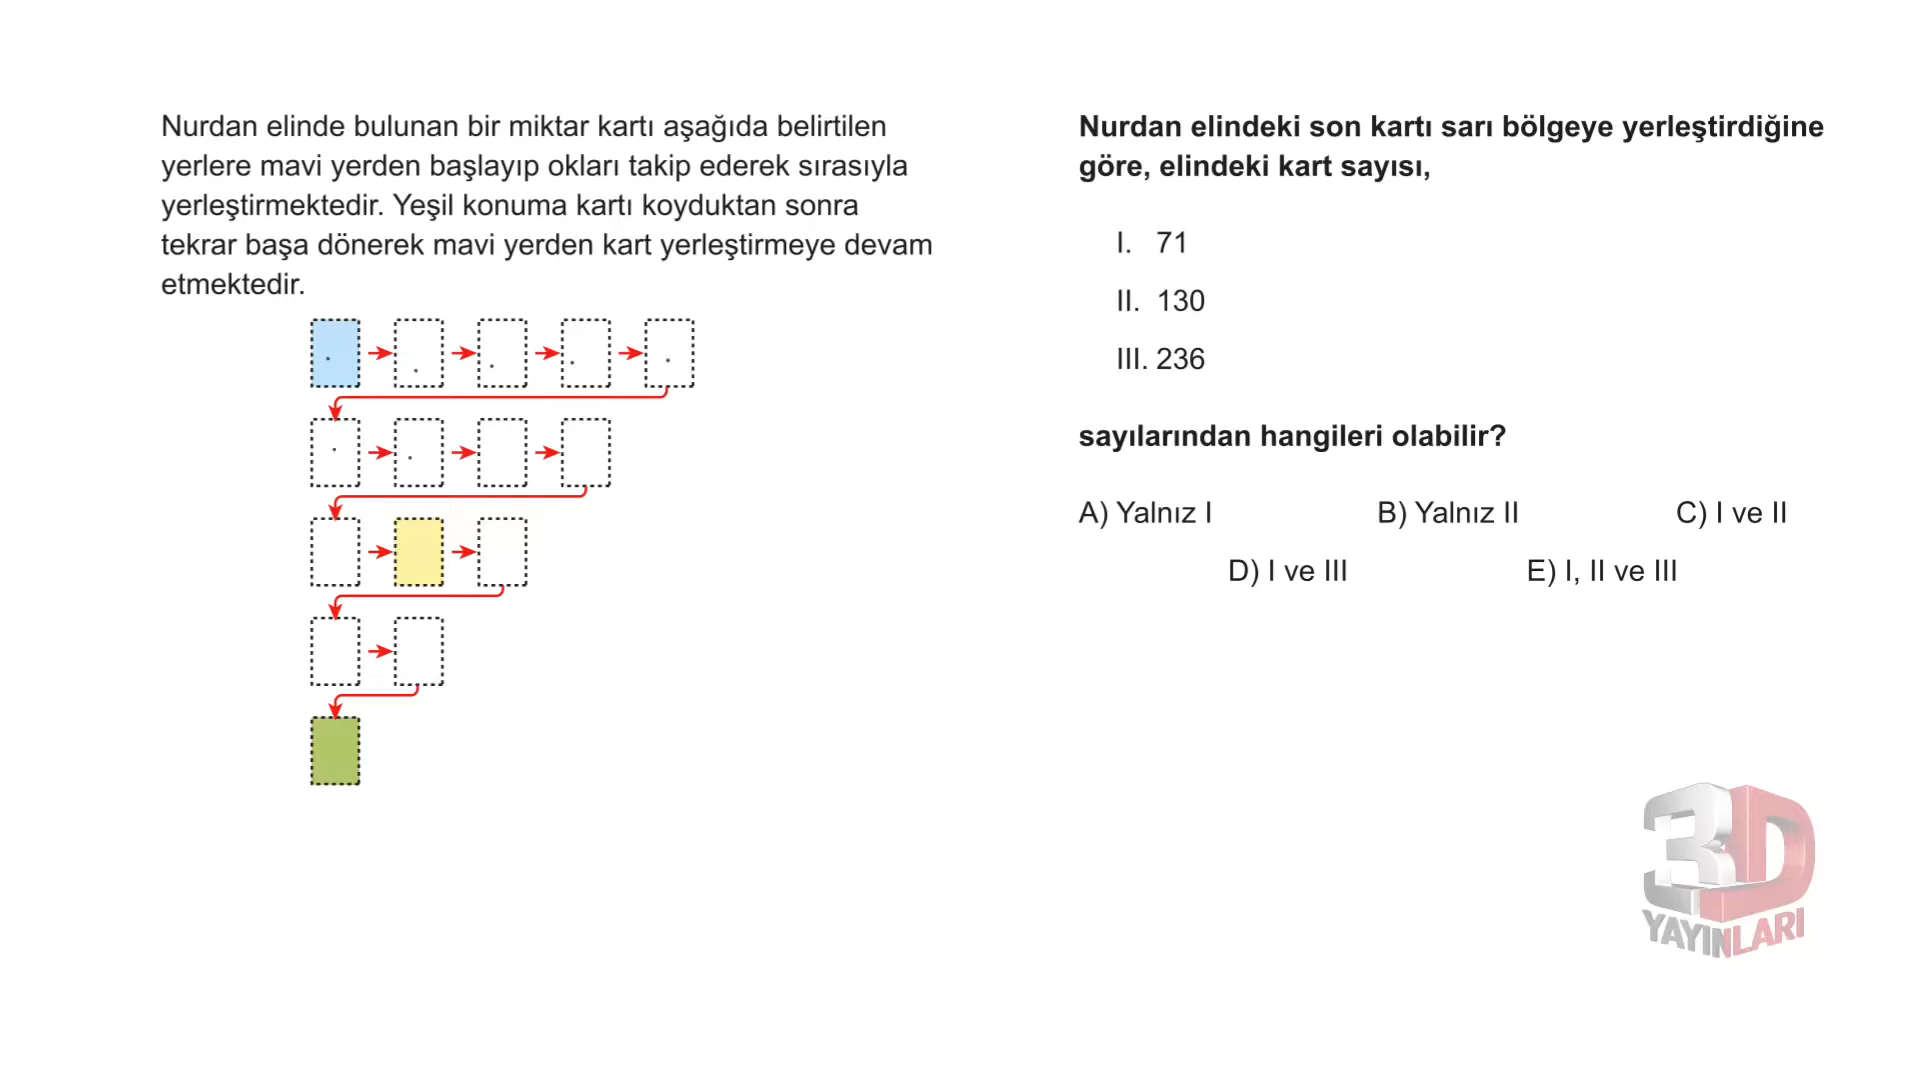 Nurdan elinde bulunan bir miktar kartı aşağıda belirtilen
yerlere mavi yerden başlayıp okları takip ederek sırasıyla
yerleştirmektedir. Yeşil konuma kartı koyduktan sonra
tekrar başa dönerek mavi yerden kart yerleştirmeye devam
etmektedir.
Nurdan elindeki son kartı sarı bölgeye yerleştirdiğine
göre, elindeki kart sayısı,
I. 71
II. 130
III. 236
sayılarından hangileri olabilir?
A) Yalnız I B) Yalnız II C) I ve II
D) I ve III E) I, II ve III
3D
YAYINLARI